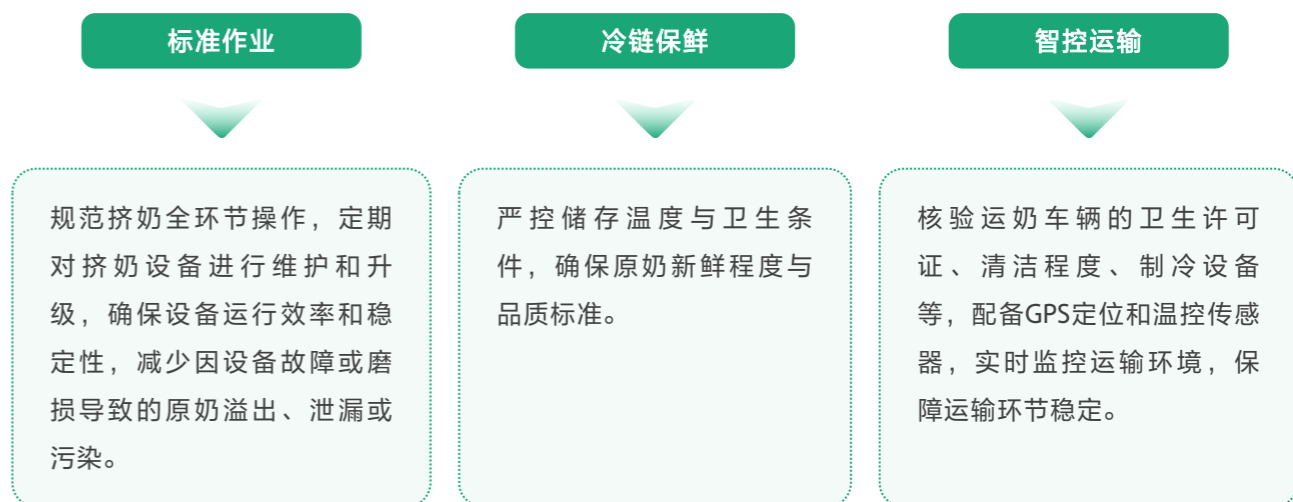 标准作业
规范挤奶全环节操作，定期
对挤奶设备进行维护和升
级，确保设备运行效率和稳
定性，减少因设备故障或磨
损导致的原奶溢出、泄漏或
污染。
冷链保鲜
严控储存温度与卫生条
件，确保原奶新鲜程度与
品质标准。
智控运输
核验运奶车辆的卫生许可
证、清洁程度、制冷设备
等，配备GPS定位和温控传感
器，实时监控运输环境，保
障运输环节稳定。